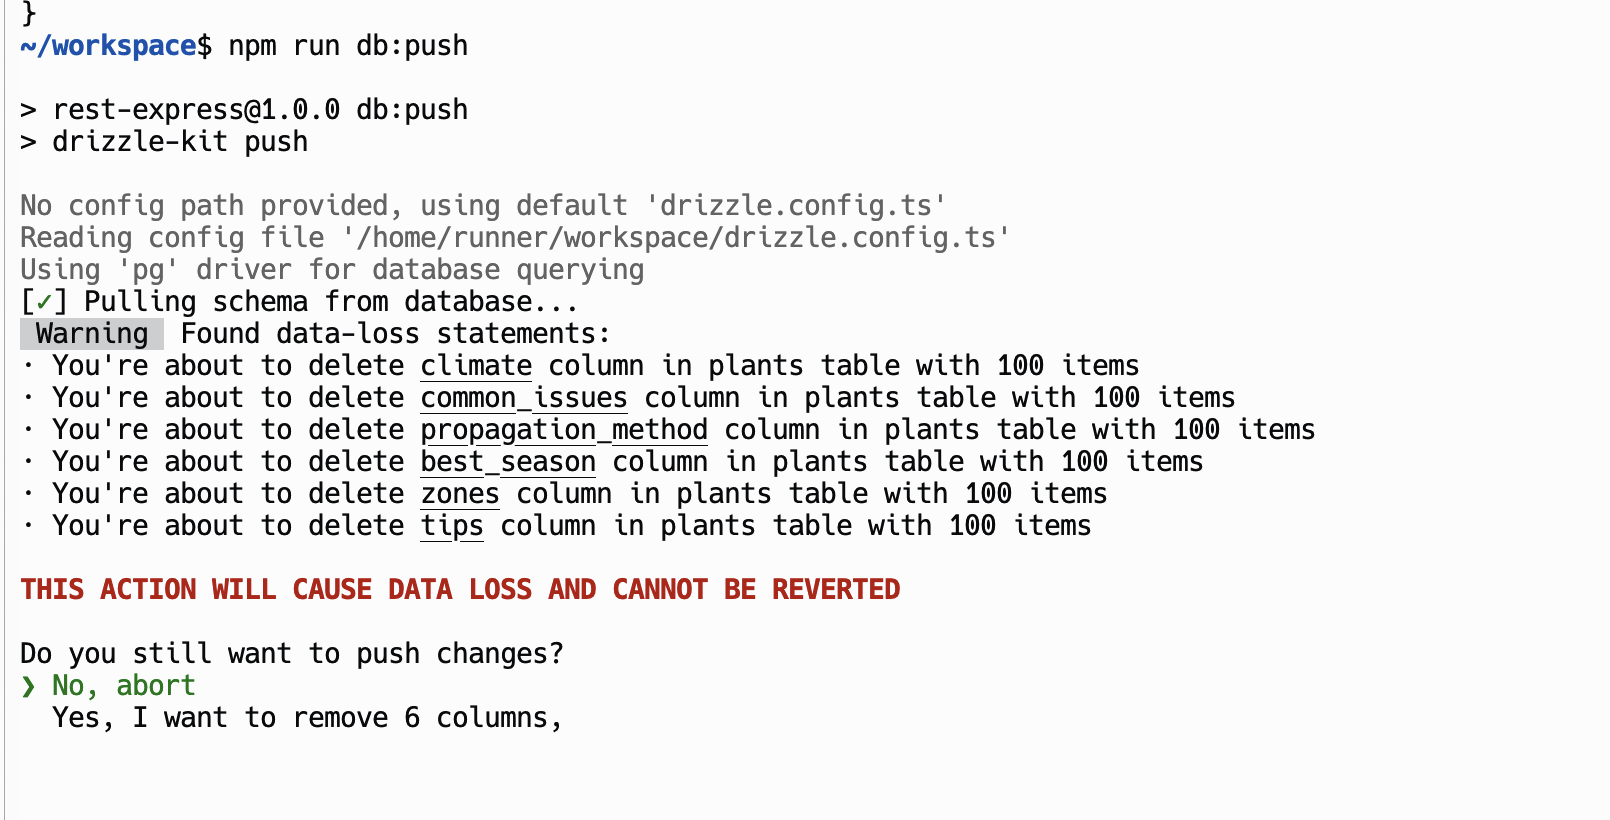 }
~/workspace$ npm run db:push
> rest-express@1.0.0 db:push
> drizzle-kit push
No config path provided, using default 'drizzle.config.ts'
Reading config file '/home/runner/workspace/drizzle.config.ts'
Using 'pg' driver for database querying
[✓] Pulling schema from database...
Warning  Found data-loss statements:
· You're about to delete climate column in plants table with 100 items
· You're about to delete common_issues column in plants table with 100 items
· You're about to delete propagation_method column in plants table with 100 items
· You're about to delete best_season column in plants table with 100 items
· You're about to delete zones column in plants table with 100 items
· You're about to delete tips column in plants table with 100 items
THIS ACTION WILL CAUSE DATA LOSS AND CANNOT BE REVERTED
Do you still want to push changes?
❯ No, abort
Yes, I want to remove 6 columns,